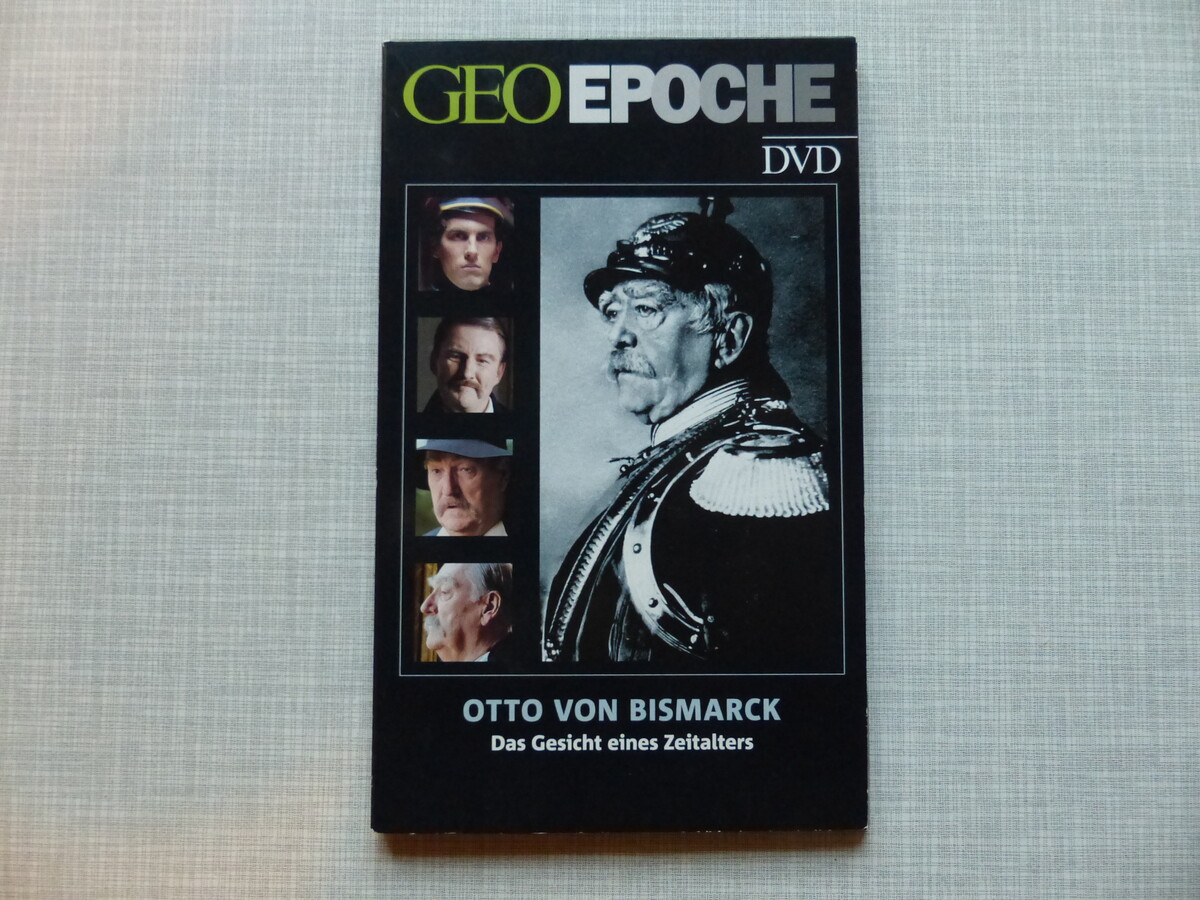 GEO EPOCHE
DVD
OTTO VON BISMARCK
Das Gesicht eines Zeitalters